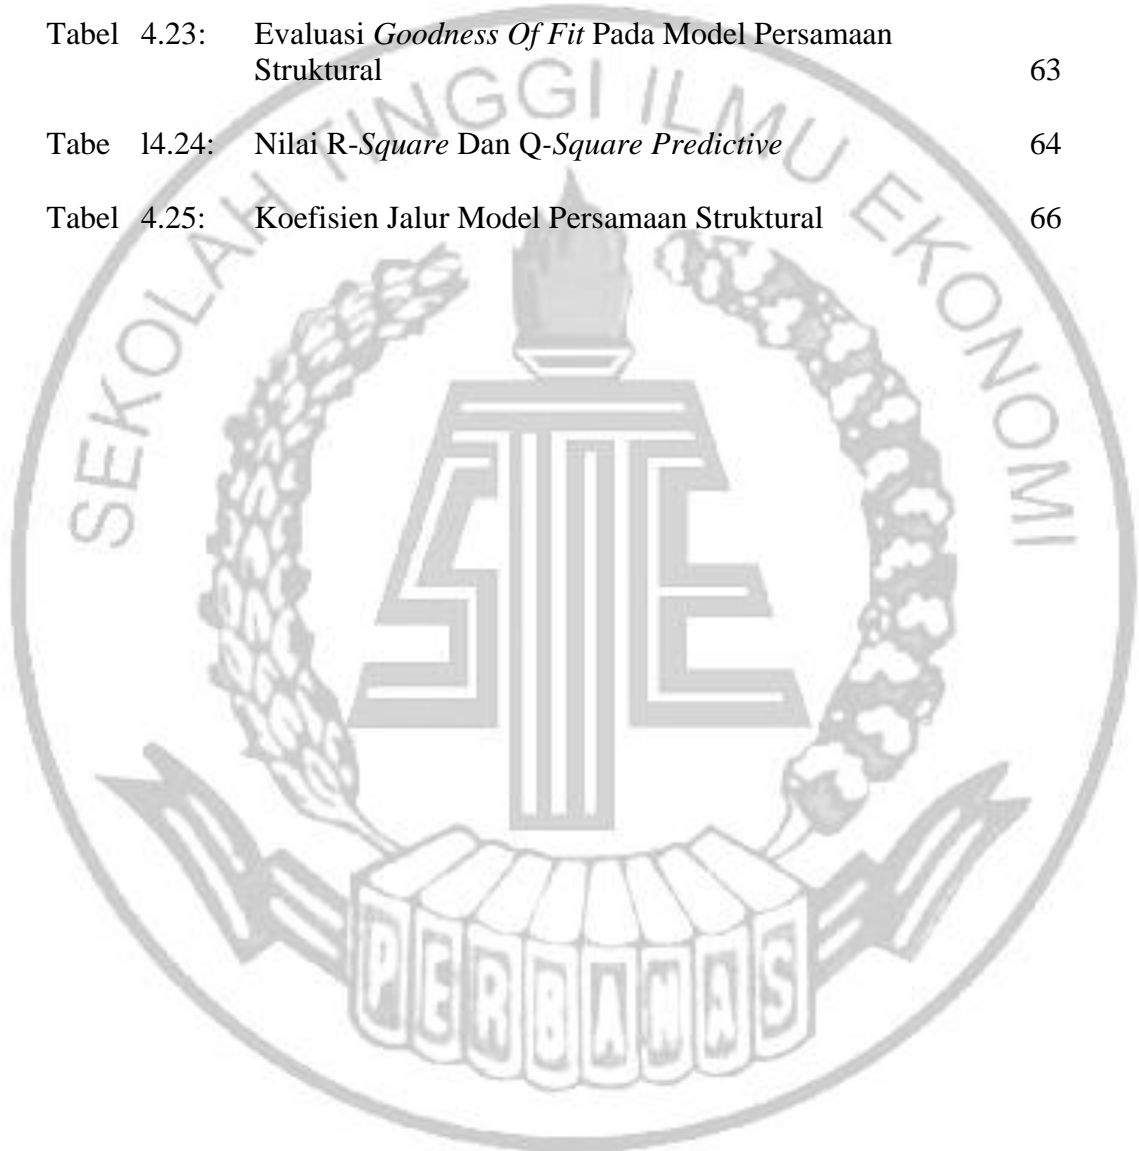 Tabel 4.23: Evaluasi Goodness Of Fit Pada Model Persamaan
Struktural 63
Tabe l4.24: Nilai R-Square Dan Q-Square Predictive 64
Tabel 4.25: Koefisien Jalur Model Persamaan Struktural 66
SEKOLAH TINGGI ILMU EKONOMI
STIE
PERBANAS